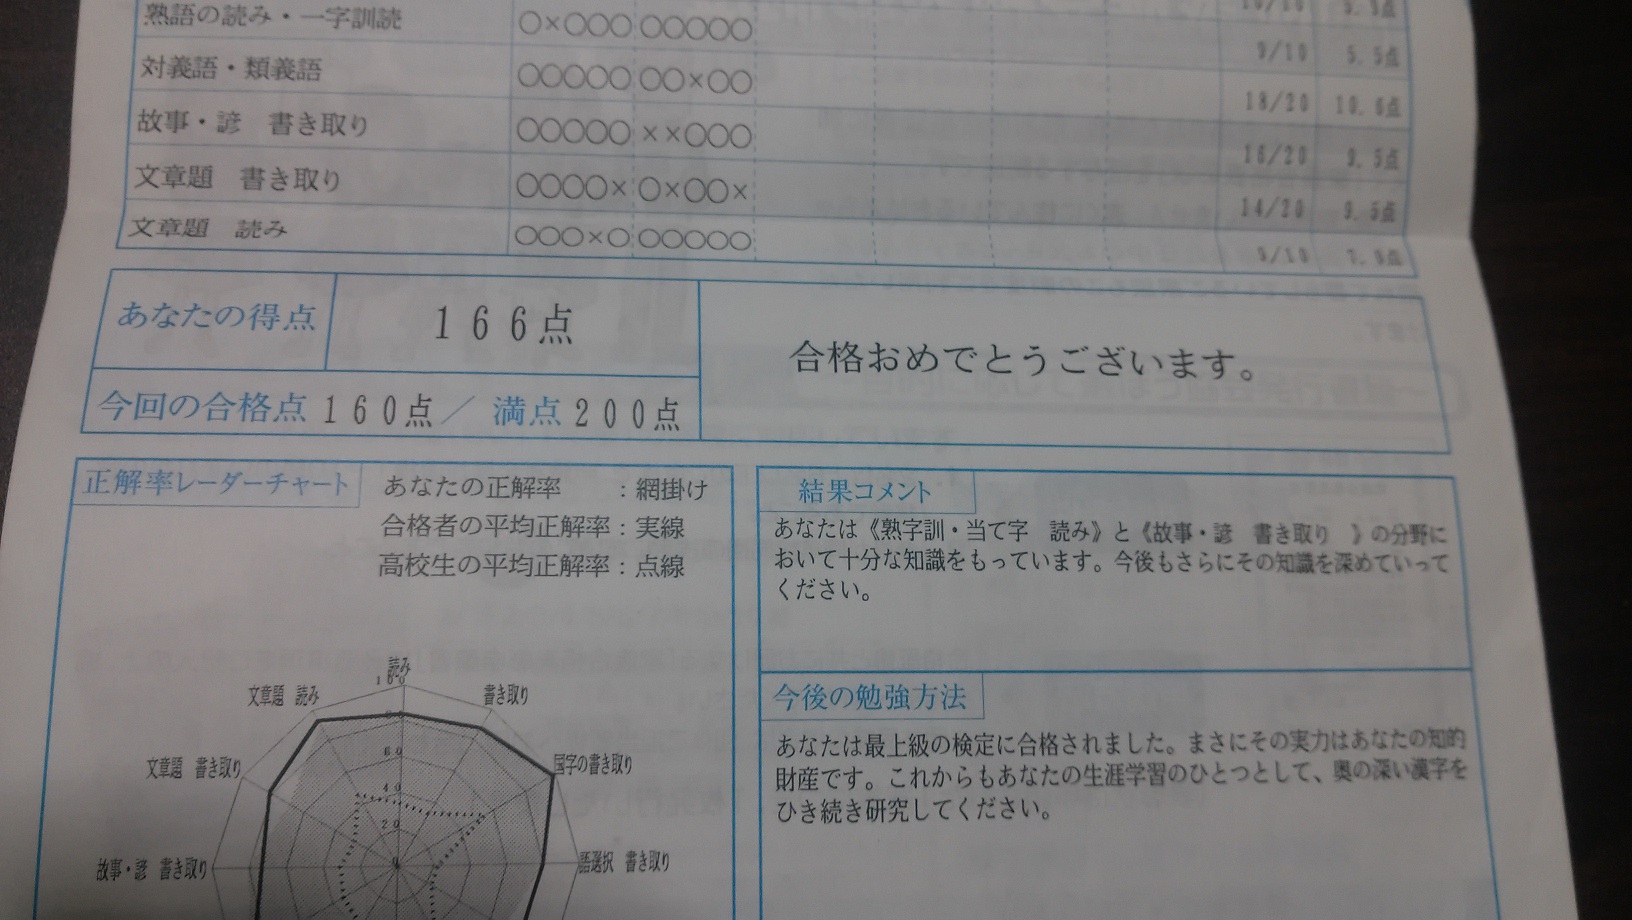 熟語の読み・一字訓読 ○×○○○ ○○○○○ 9/10 5.5点
対義語・類義語 ○○○○○ ○○×○○ 18/20 10.6点
故事・諺 書き取り ○○○○○ ××○○○ 16/20 9.5点
文章題 書き取り ○○○○× ○×○○× 14/20 9.5点
文章題 読み ○○○×○ ○○○○○ 9/10
あなたの得点 166点
合格おめでとうございます。
今回の合格点 160点／ 満点 200点
正解率レーダーチャート
あなたの正解率 ：網掛け
合格者の平均正解率：実線
高校生の平均正解率：点線
読み
書き取り
国字の書き取り
語選択 書き取り
文章題 読み
文章題 書き取り
故事・諺 書き取り
100
60
40
20
0
結果コメント
あなたは《熟字訓・当て字 読み》と《故事・諺 書き取り 》の分野に
おいて十分な知識をもっています。今後もさらにその知識を深めていって
ください。
今後の勉強方法
あなたは最上級の検定に合格されました。まさにその実力はあなたの知的
財産です。これからもあなたの生涯学習のひとつとして、奥の深い漢字を
ひき続き研究してください。